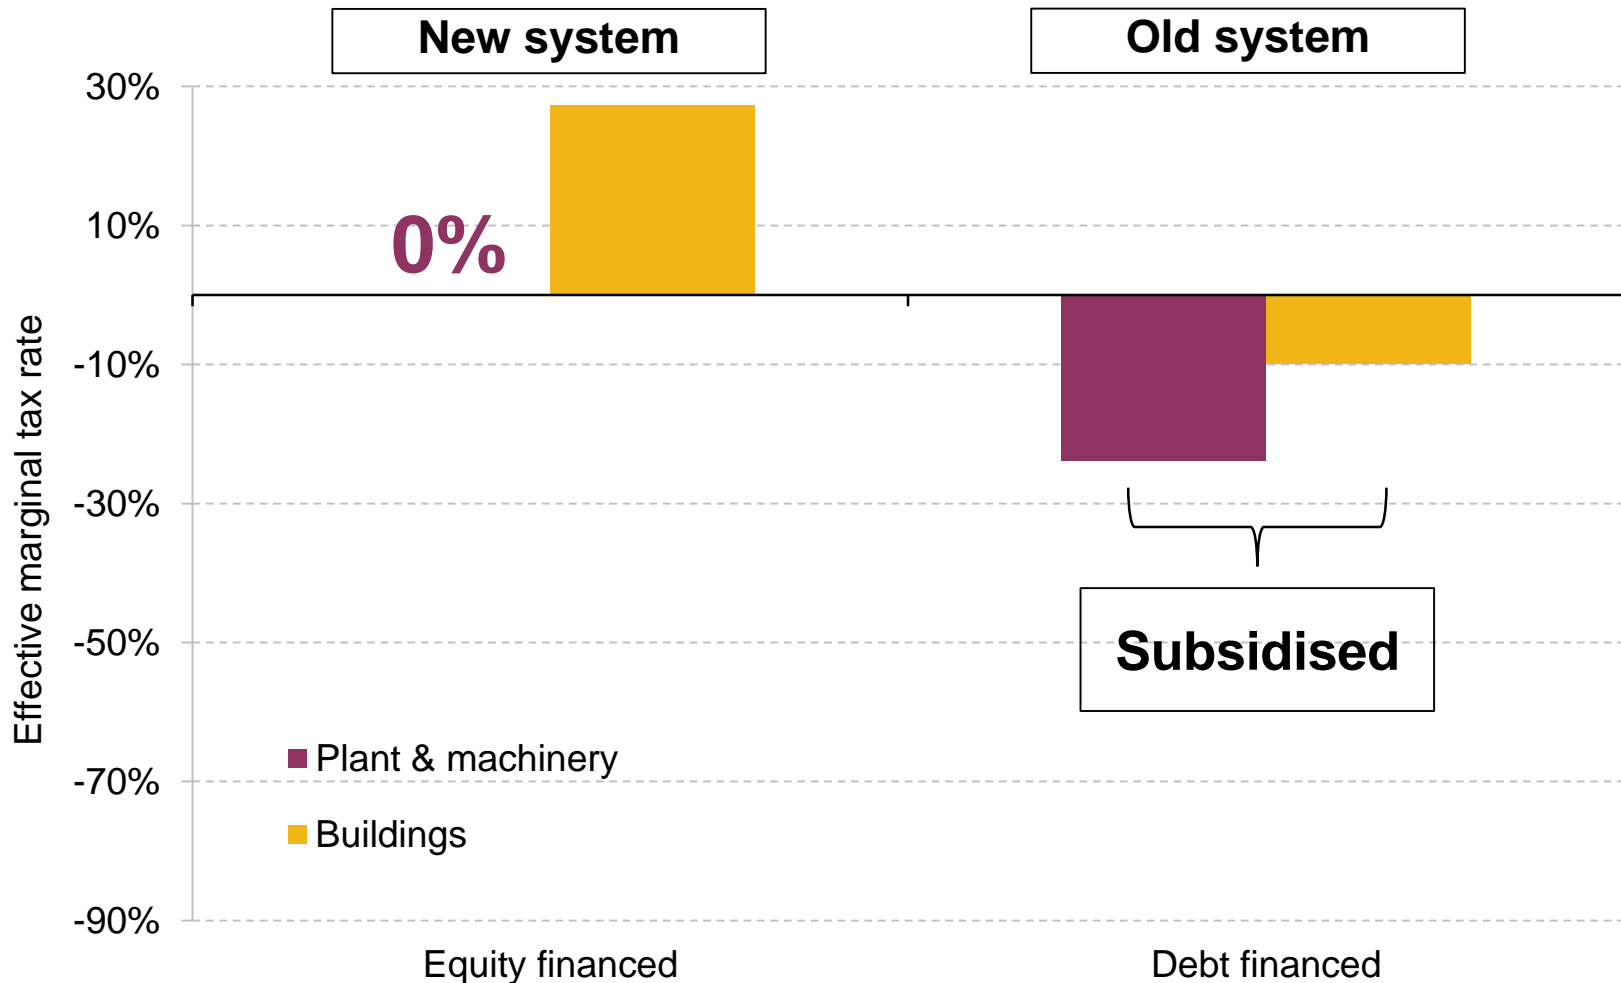 New system
Old system
30%
10%
0%
-10%
-30%
-50%
-70%
-90%
Effective marginal tax rate
Subsidised
Plant & machinery
Buildings
Equity financed
Debt financed